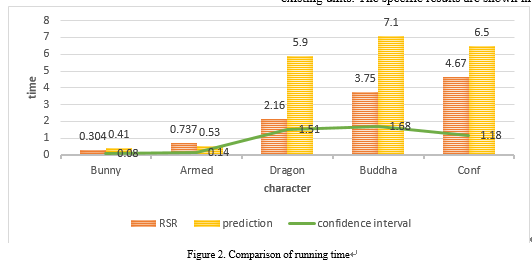 existing units. The specific results are shown in
8
7
6
5
4
3
2
1
0
time
0.304 0.41 0.08
0.737 0.53 0.14
2.16 5.9 1.51
3.75 7.1 1.68
4.67 6.5 1.18
Bunny Armed Dragon Buddha Conf
character
RSR prediction confidence interval
Figure 2. Comparison of running time↵